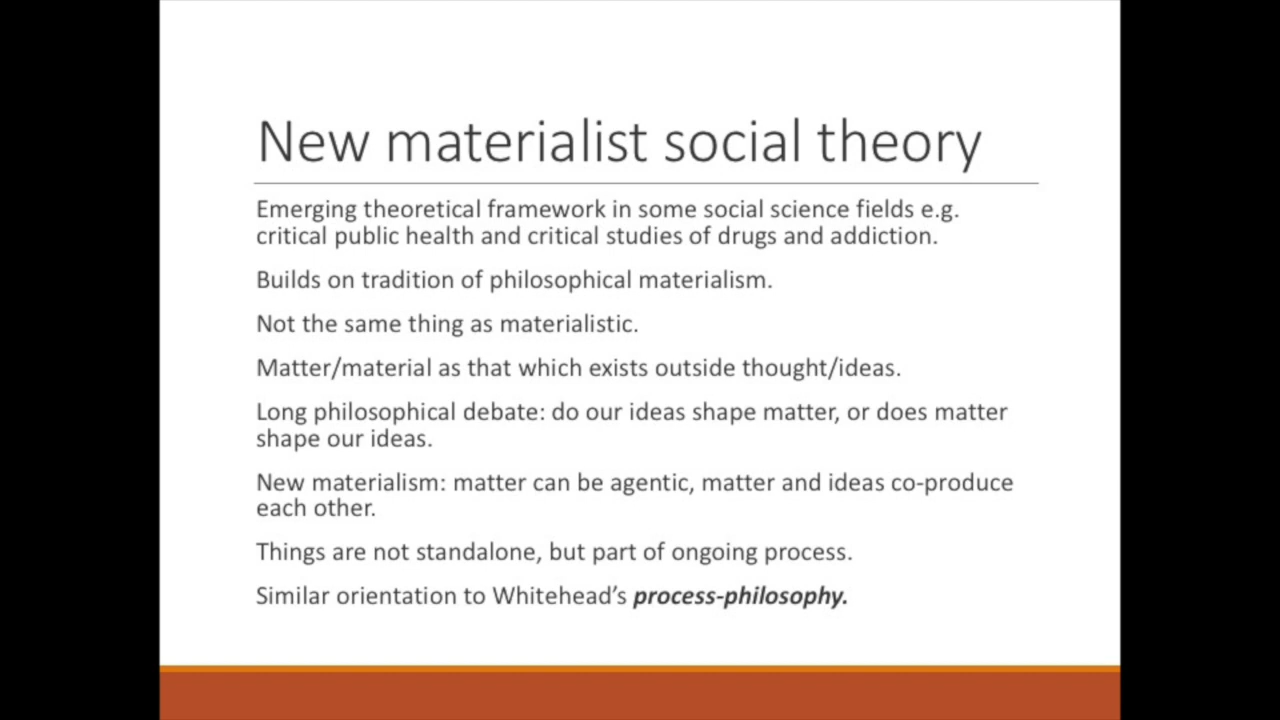 New materialist social theory
Emerging theoretical framework in some social science fields e.g.
critical public health and critical studies of drugs and addiction.
Builds on tradition of philosophical materialism.
Not the same thing as materialistic.
Matter/material as that which exists outside thought/ideas.
Long philosophical debate: do our ideas shape matter, or does matter
shape our ideas.
New materialism: matter can be agentic, matter and ideas co-produce
each other.
Things are not standalone, but part of ongoing process.
Similar orientation to Whitehead’s process-philosophy.